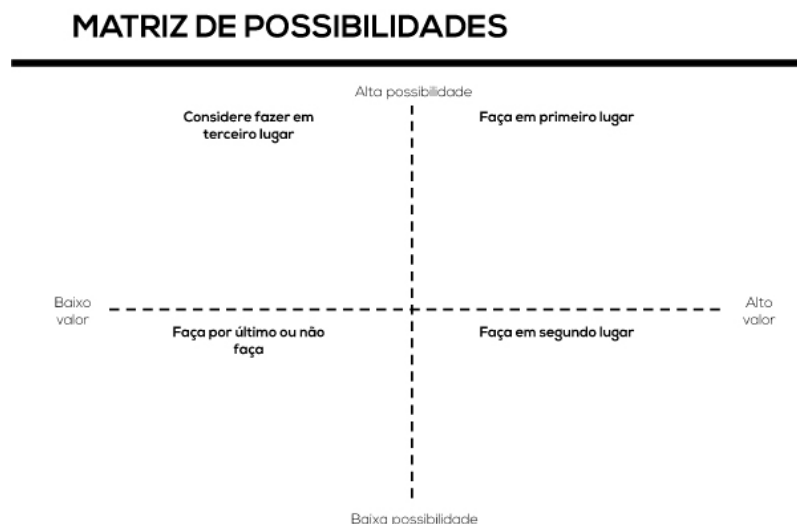 MATRIZ DE POSSIBILIDADES
Alta possibilidade
Considere fazer em
terceiro lugar
Faça em primeiro lugar
Baixo
valor
Alto
valor
Faça por último ou não
faça
Faça em segundo lugar
Baixa possibilidade